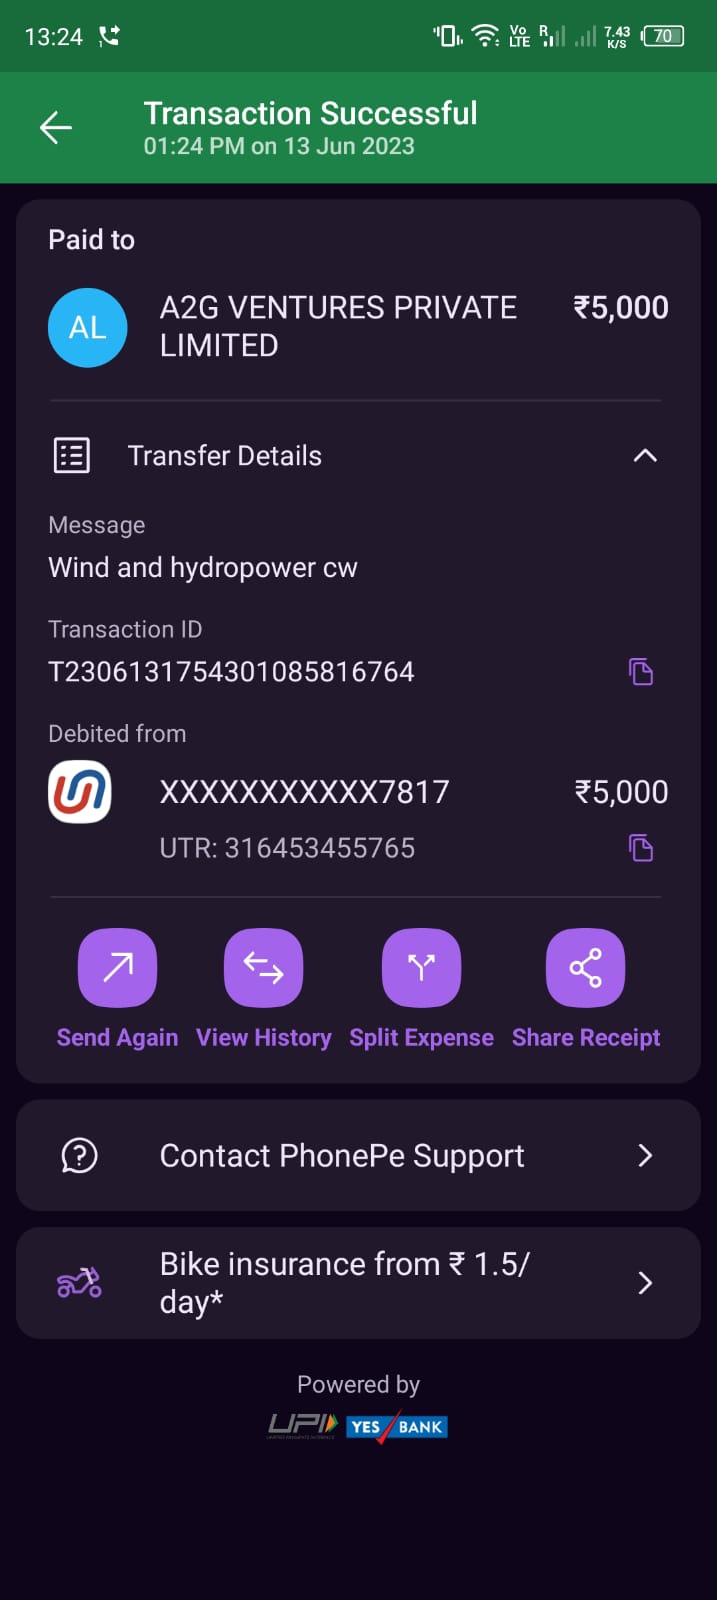 13:24
Vo
LTE
R
7.43
K/S
70
Transaction Successful
01:24 PM on 13 Jun 2023
Paid to
AL
A2G VENTURES PRIVATE
LIMITED
₹5,000
Transfer Details
Message
Wind and hydropower cw
Transaction ID
T2306131754301085816764
Debited from
XXXXXXXXXXX7817
₹5,000
UTR: 316453455765
Send Again
View History
Split Expense
Share Receipt
Contact PhonePe Support
Bike insurance from ₹ 1.5/
day*
Powered by
UPI
UNIFIED PAYMENTS INTERFACE
YES BANK